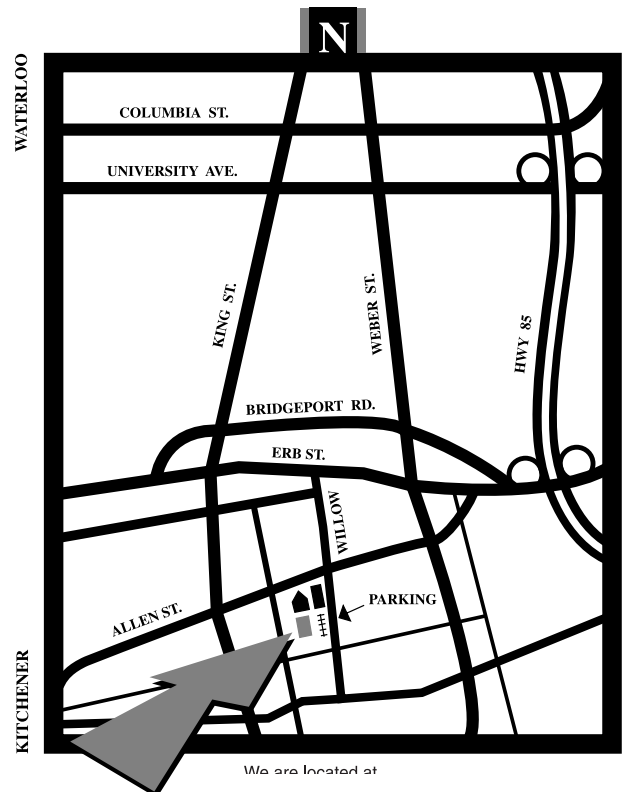 N
WATERLOO
COLUMBIA ST.
UNIVERSITY AVE.
KING ST.
WEBER ST.
HWY 85
BRIDGEPORT RD.
ERB ST.
WILLOW
PARKING
ALLEN ST.
KITCHENER
We are located at